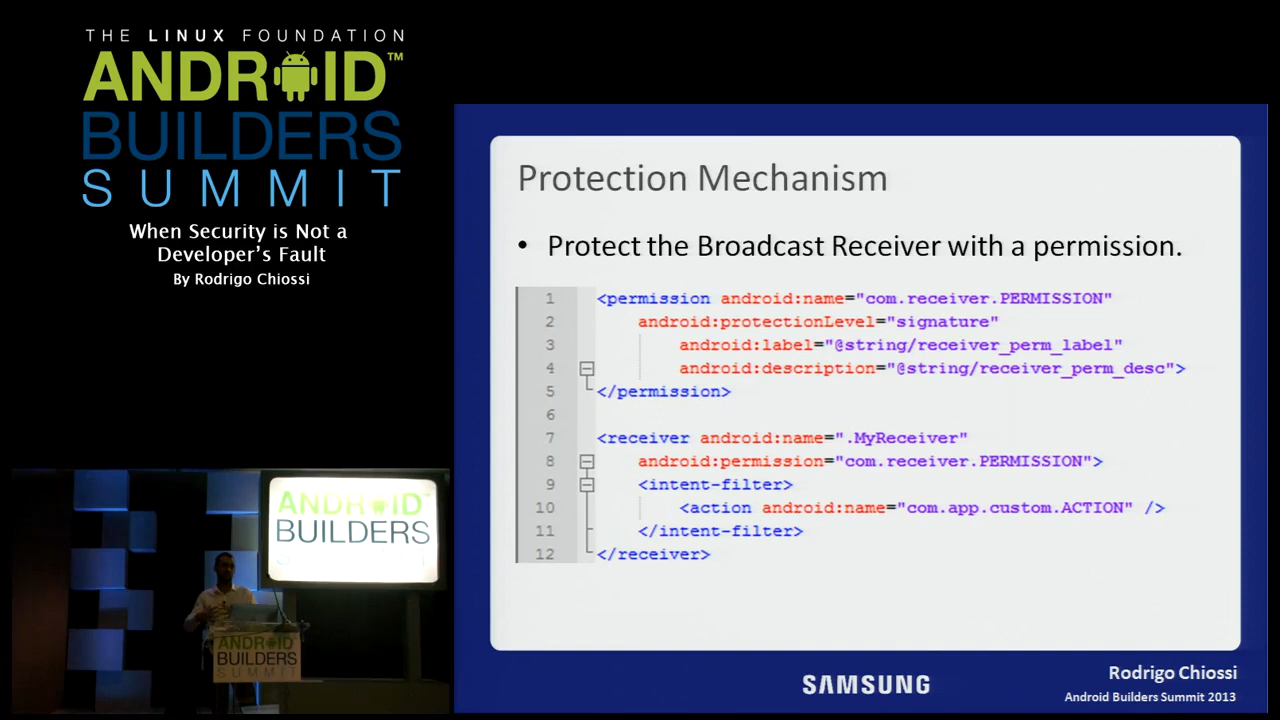 THE LINUX FOUNDATION
ANDROID™
BUILDERS
SUMMIT
When Security is Not a
Developer's Fault
By Rodrigo Chiossi
Protection Mechanism
• Protect the Broadcast Receiver with a permission.
1 <permission android:name="com.receiver.PERMISSION"
2 android:protectionLevel="signature"
3 android:label="@string/receiver_perm_label"
4 android:description="@string/receiver_perm_desc">
5 </permission>
6
7 <receiver android:name=".MyReceiver"
8 android:permission="com.receiver.PERMISSION">
9 <intent-filter>
10 <action android:name="com.app.custom.ACTION" />
11 </intent-filter>
12 </receiver>
SAMSUNG
Rodrigo Chiossi
Android Builders Summit 2013
ANDROID
BUILDERS
ANDROID
BUILDERS
SUMMIT